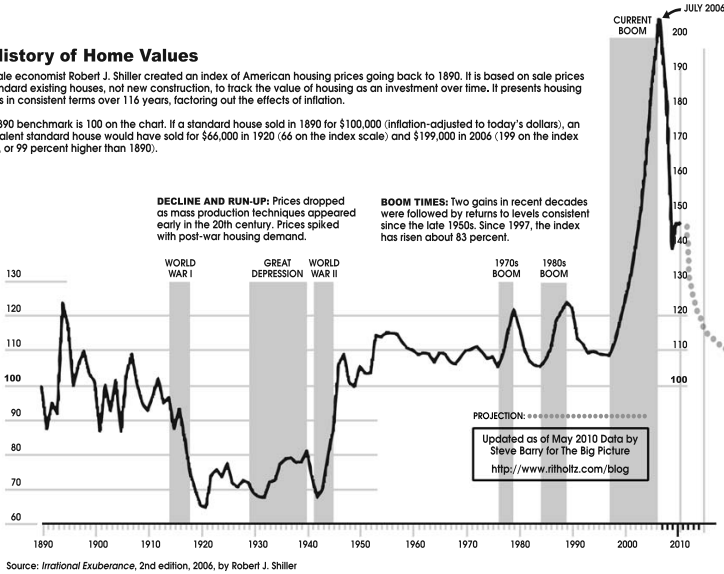 JULY 2006
CURRENT
BOOM
History of Home Values
ale economist Robert J. Shiller created an index of American housing prices going back to 1890. It is based on sale prices
ndard existing houses, not new construction, to track the value of housing as an investment over time. It presents housing
s in consistent terms over 116 years, factoring out the effects of inflation.
890 benchmark is 100 on the chart. If a standard house sold in 1890 for $100,000 (inflation-adjusted to today's dollars), an
alent standard house would have sold for $66,000 in 1920 (66 on the index scale) and $199,000 in 2006 (199 on the index
, or 99 percent higher than 1890).
DECLINE AND RUN-UP: Prices dropped
as mass production techniques appeared
early in the 20th century. Prices spiked
with post-war housing demand.
BOOM TIMES: Two gains in recent decades
were followed by returns to levels consistent
since the late 1950s. Since 1997, the index
has risen about 83 percent.
WORLD
WAR I
GREAT
DEPRESSION
WORLD
WAR II
1970s
BOOM
1980s
BOOM
200
190
180
170
160
150
140
130
120
110
100
130
120
110
100
90
80
70
60
PROJECTION:
Updated as of May 2010 Data by
Steve Barry for The Big Picture
http://www.ritholtz.com/blog
1890 1900 1910 1920 1930 1940 1950 1960 1970 1980 1990 2000 2010
Source: Irrational Exuberance, 2nd edition, 2006, by Robert J. Shiller